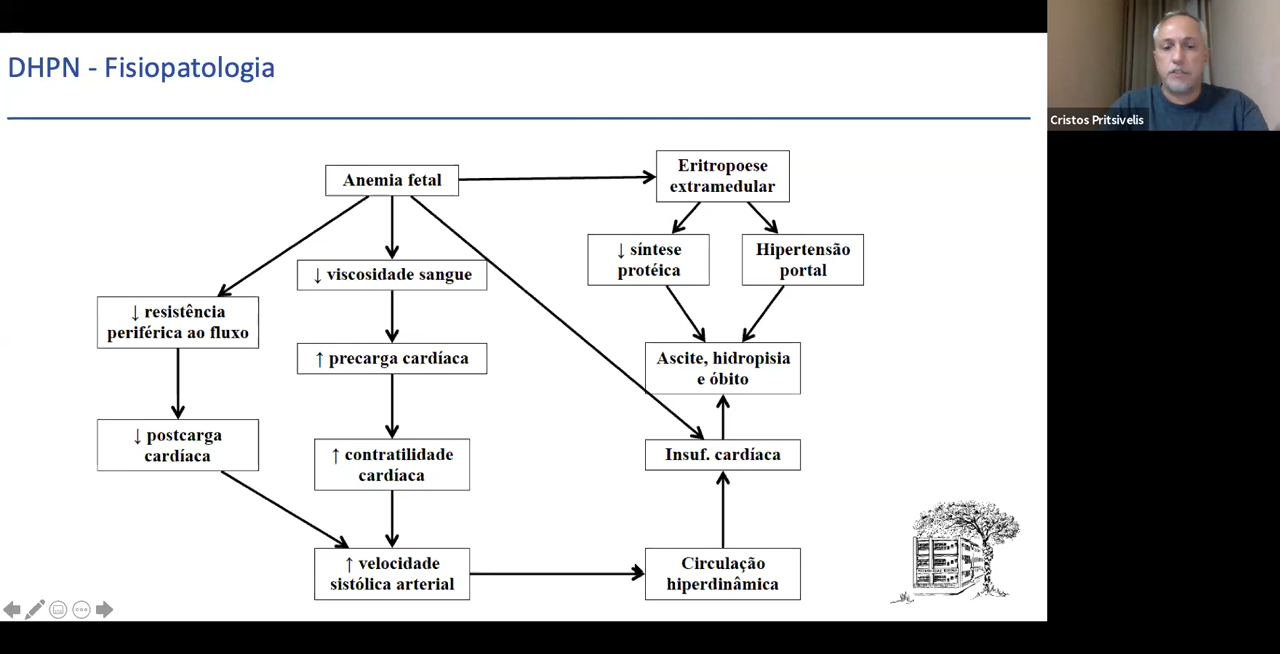 DHPN - Fisiopatologia
Cristos Pritsivelis
Anemia fetal
Eritropoese
extramedular
↓ síntese
protéica
Hipertensão
portal
↓ viscosidade sangue
↓ resistência
periférica ao fluxo
↑ precarga cardíaca
Ascite, hidropisia
e óbito
↓ postcarga
cardíaca
↑ contratilidade
cardíaca
Insuf. cardíaca
↑ velocidade
sistólica arterial
Circulação
hiperdinâmica